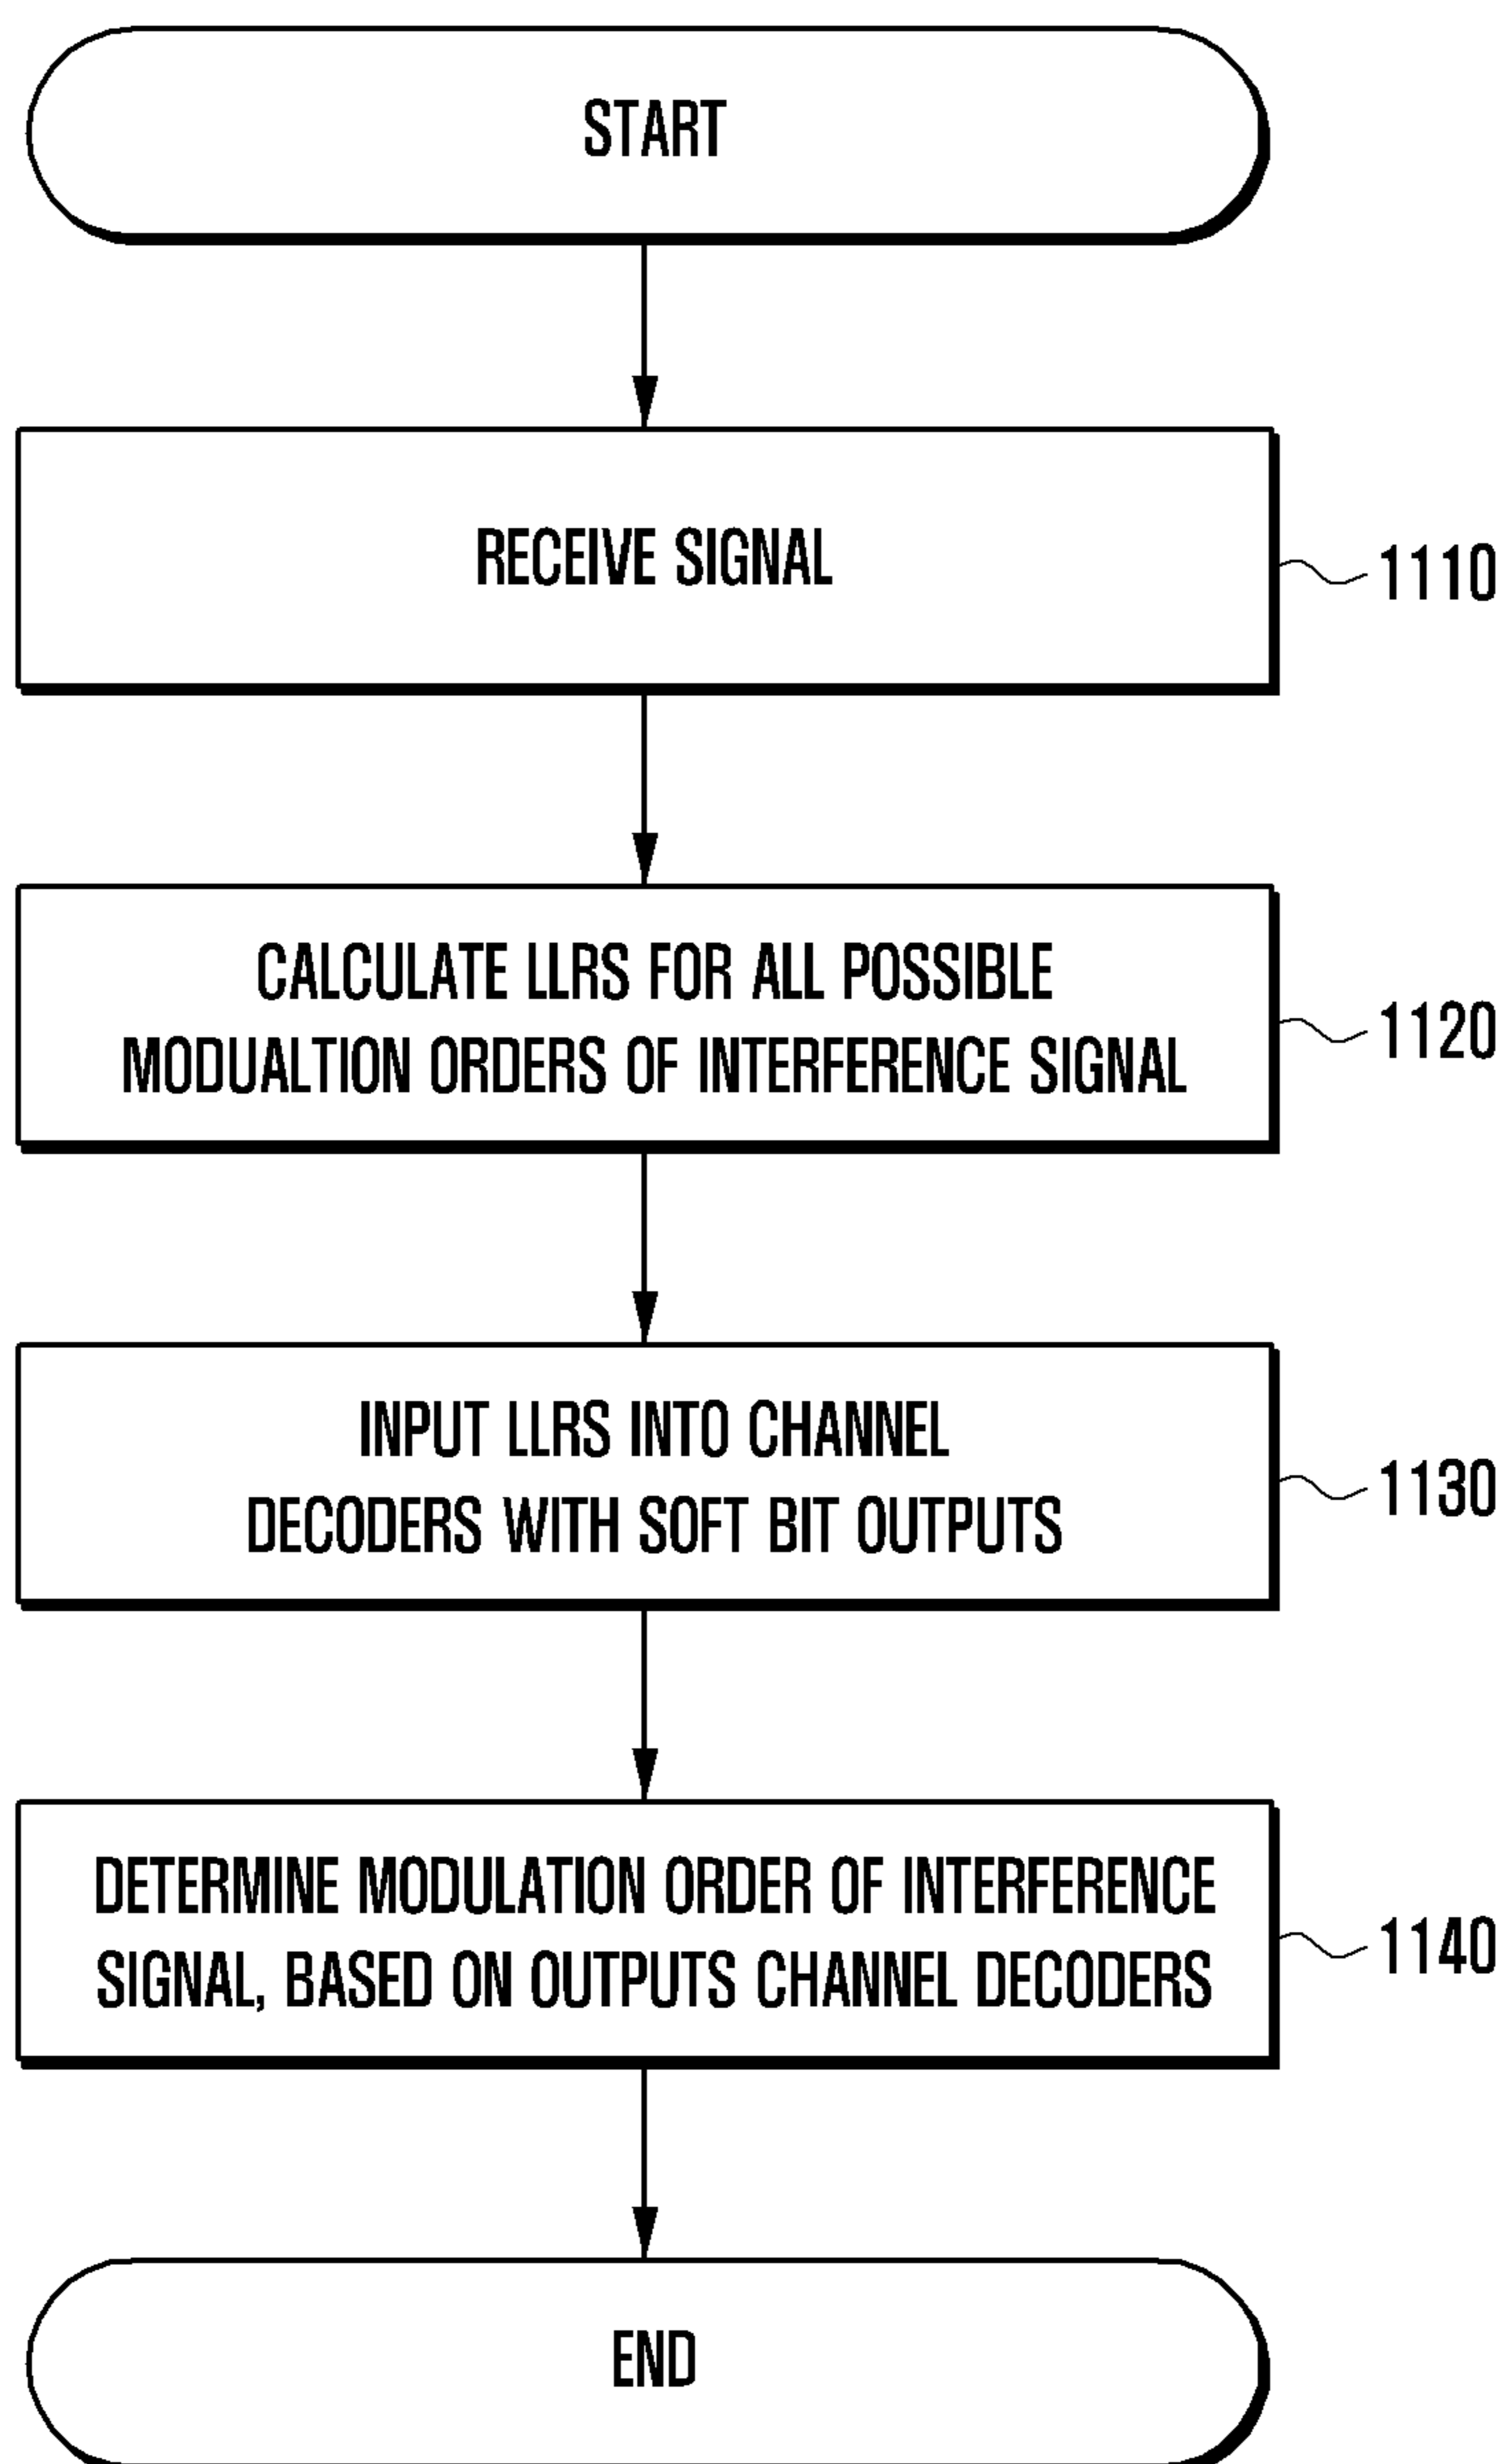 START
RECEIVE SIGNAL
1110
CALCULATE LLRS FOR ALL POSSIBLE
MODUALTION ORDERS OF INTERFERENCE SIGNAL
1120
INPUT LLRS INTO CHANNEL
DECODERS WITH SOFT BIT OUTPUTS
1130
DETERMINE MODULATION ORDER OF INTERFERENCE
SIGNAL, BASED ON OUTPUTS CHANNEL DECODERS
1140
END